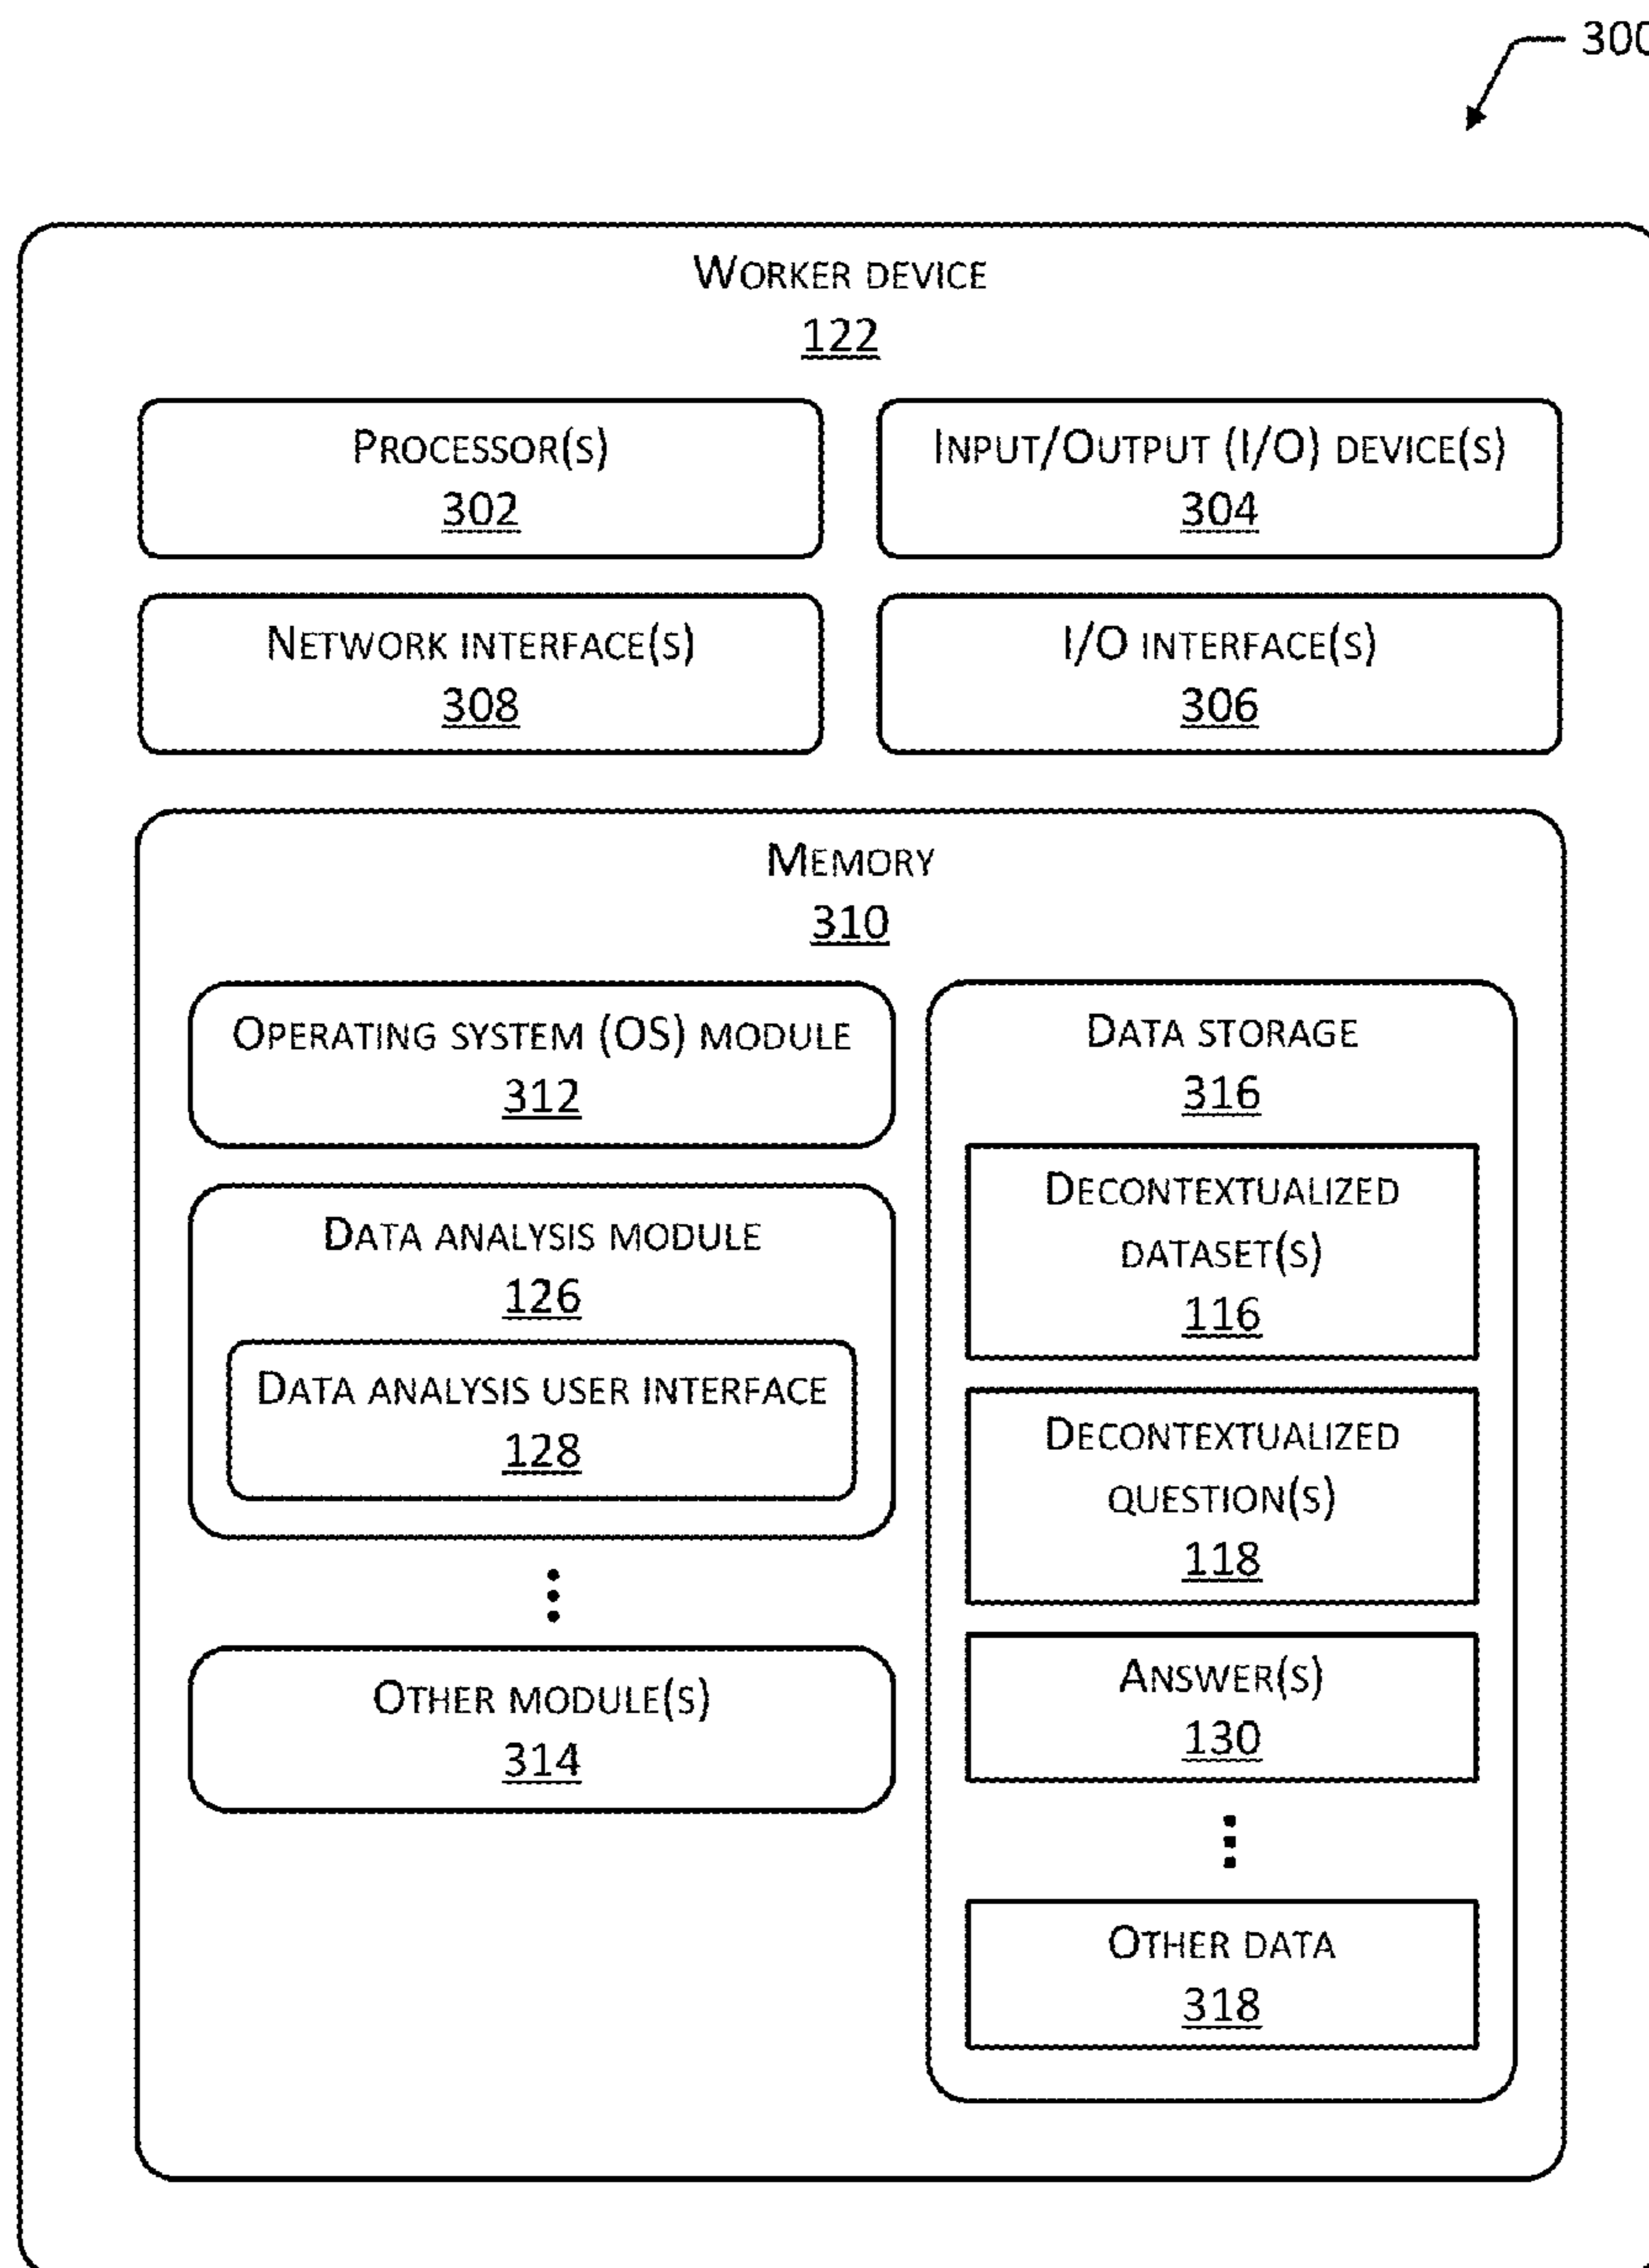 300
Worker device
122
Processor(s)
302
Input/Output (I/O) device(s)
304
Network interface(s)
308
I/O interface(s)
306
Memory
310
Operating system (OS) module
312
Data analysis module
126
Data analysis user interface
128
Other module(s)
314
Data storage
316
Decontextualized
dataset(s)
116
Decontextualized
question(s)
118
Answer(s)
130
Other data
318